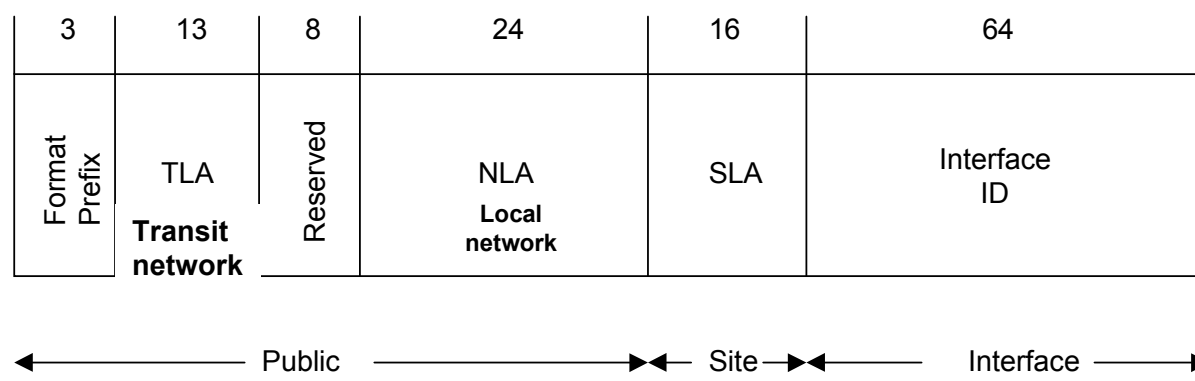 3 13 8 24 16 64
Format
Prefix
TLA
Transit
network
Reserved
NLA
Local
network
SLA
Interface
ID
Public Site Interface